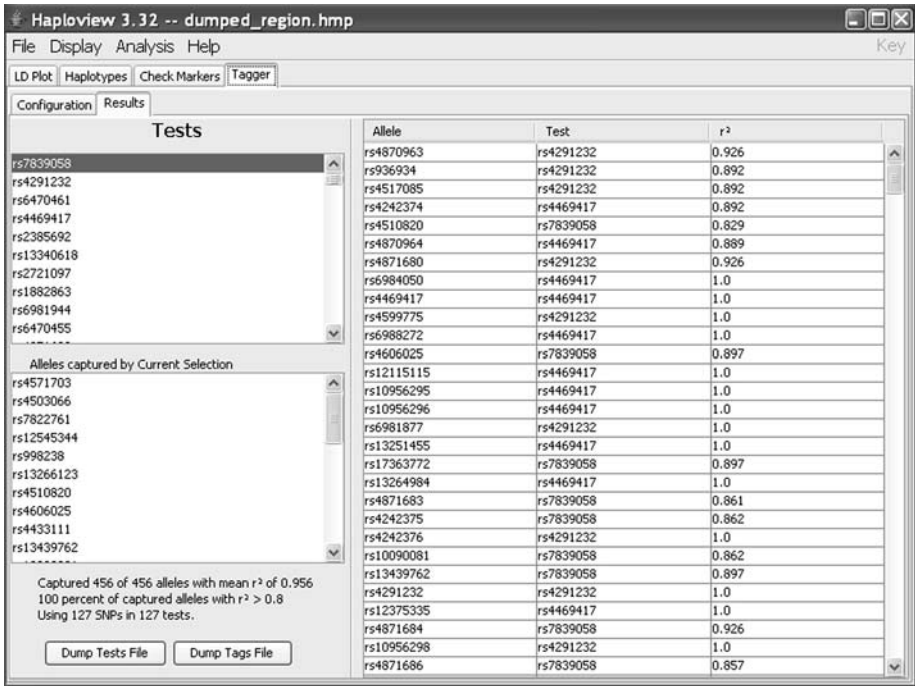 Haploview 3.32 -- dumped_region.hmp
File Display Analysis Help Key
LD Plot Haplotypes Check Markers Tagger
Configuration Results
Tests
rs7839058
rs4291232
rs6470461
rs4469417
rs2385692
rs13340618
rs2721097
rs1882863
rs6981944
rs6470455
Alleles captured by Current Selection
rs4571703
rs4503066
rs7822761
rs12545344
rs998238
rs13266123
rs4510820
rs4606025
rs4433111
rs13439762
Captured 456 of 456 alleles with mean r² of 0.956
100 percent of captured alleles with r² > 0.8
Using 127 SNPs in 127 tests.
Dump Tests File Dump Tags File
Allele Test r²
rs4870963 rs4291232 0.926
rs936934 rs4291232 0.892
rs4517085 rs4291232 0.892
rs4242374 rs4469417 0.892
rs4510820 rs7839058 0.829
rs4870964 rs4469417 0.889
rs4871680 rs4291232 0.926
rs6984050 rs4469417 1.0
rs4469417 rs4469417 1.0
rs4599775 rs4291232 1.0
rs6988272 rs4469417 1.0
rs4606025 rs7839058 0.897
rs12115115 rs4469417 1.0
rs10956295 rs4469417 1.0
rs10956296 rs4469417 1.0
rs6981877 rs4291232 1.0
rs13251455 rs4469417 1.0
rs17363772 rs7839058 0.897
rs13264984 rs4469417 1.0
rs4871683 rs7839058 0.861
rs4242375 rs7839058 0.862
rs4242376 rs4291232 1.0
rs10090081 rs7839058 0.862
rs13439762 rs7839058 0.897
rs4291232 rs4291232 1.0
rs12375335 rs4469417 1.0
rs4871684 rs7839058 0.926
rs10956298 rs4291232 1.0
rs4871686 rs7839058 0.857